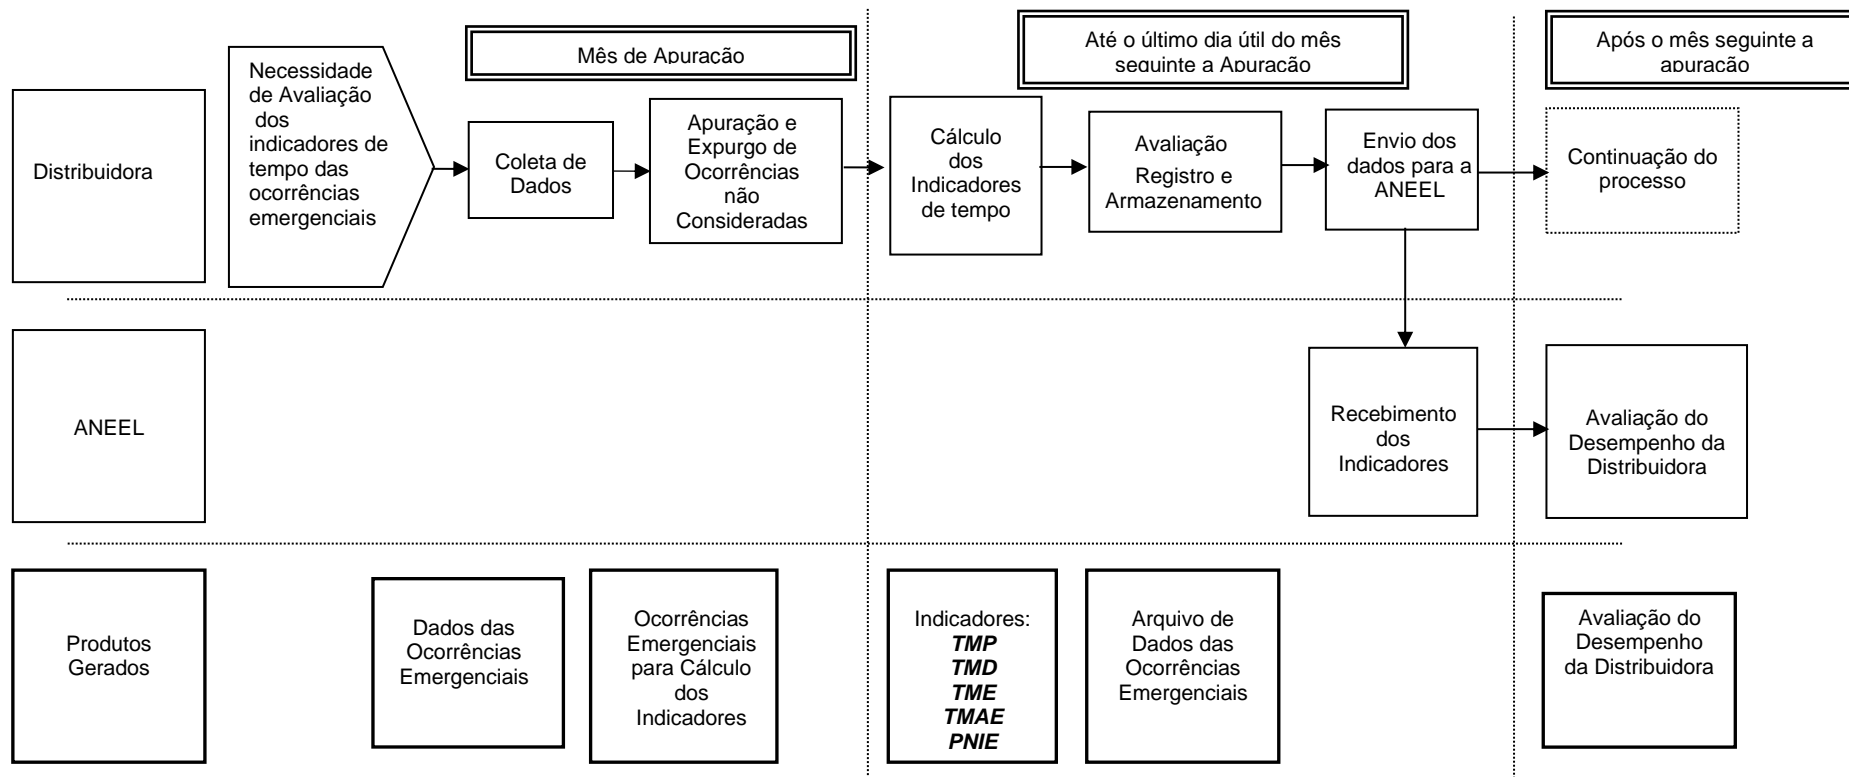 Mês de Apuração
Até o último dia útil do mês
seguinte a Apuração
Após o mês seguinte a
apuração
Distribuidora
Necessidade
de Avaliação
dos
indicadores de
tempo das
ocorrências
emergenciais
Coleta de
Dados
Apuração e
Expurgo de
Ocorrências
não
Consideradas
Cálculo
dos
Indicadores
de tempo
Avaliação
Registro e
Armazenamento
Envio dos
dados para a
ANEEL
Continuação do
processo
ANEEL
Recebimento
dos
Indicadores
Avaliação do
Desempenho da
Distribuidora
Produtos
Gerados
Dados das
Ocorrências
Emergenciais
Ocorrências
Emergenciais
para Cálculo
dos
Indicadores
Indicadores:
TMP
TMD
TME
TMAE
PNIE
Arquivo de
Dados das
Ocorrências
Emergenciais
Avaliação do
Desempenho
da Distribuidora